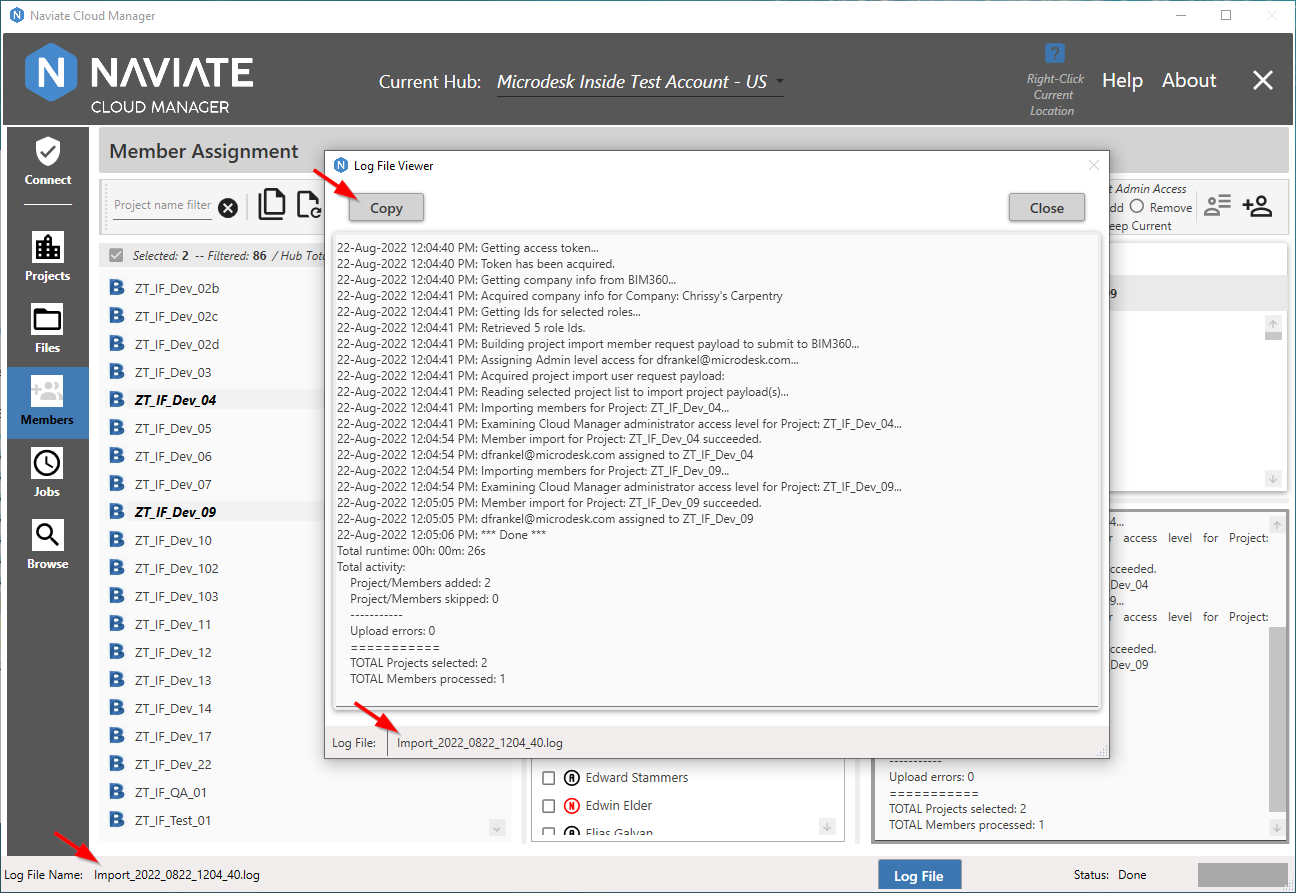 Naviate Cloud Manager
NAVIATE
CLOUD MANAGER
Current Hub: Microdesk Inside Test Account - US
?
Right-Click
Current
Location
Help
About
Connect
Projects
Files
Members
Jobs
Browse
Member Assignment
Project name filter
t Admin Access
dd
Remove
eep Current
Selected: 2 -- Filtered: 86 / Hub Tot
ZT_IF_Dev_02b
ZT_IF_Dev_02c
ZT_IF_Dev_02d
ZT_IF_Dev_03
ZT_IF_Dev_04
ZT_IF_Dev_05
ZT_IF_Dev_06
ZT_IF_Dev_07
ZT_IF_Dev_09
ZT_IF_Dev_10
ZT_IF_Dev_102
ZT_IF_Dev_103
ZT_IF_Dev_11
ZT_IF_Dev_12
ZT_IF_Dev_13
ZT_IF_Dev_14
ZT_IF_Dev_17
ZT_IF_Dev_22
ZT_IF_QA_01
ZT_IF_Test_01
Log File Viewer
Copy
Close
22-Aug-2022 12:04:40 PM: Getting access token...
22-Aug-2022 12:04:40 PM: Token has been acquired.
22-Aug-2022 12:04:40 PM: Getting company info from BIM360...
22-Aug-2022 12:04:41 PM: Acquired company info for Company: Chrissy's Carpentry
22-Aug-2022 12:04:41 PM: Getting Ids for selected roles...
22-Aug-2022 12:04:41 PM: Retrieved 5 role Ids.
22-Aug-2022 12:04:41 PM: Building project import member request payload to submit to BIM360...
22-Aug-2022 12:04:41 PM: Assigning Admin level access for dfrankel@microdesk.com...
22-Aug-2022 12:04:41 PM: Acquired project import user request payload:
22-Aug-2022 12:04:41 PM: Reading selected project list to import project payload(s)...
22-Aug-2022 12:04:41 PM: Importing members for Project: ZT_IF_Dev_04...
22-Aug-2022 12:04:41 PM: Examining Cloud Manager administrator access level for Project: ZT_IF_Dev_04...
22-Aug-2022 12:04:54 PM: Member import for Project: ZT_IF_Dev_04 succeeded.
22-Aug-2022 12:04:54 PM: dfrankel@microdesk.com assigned to ZT_IF_Dev_04
22-Aug-2022 12:04:54 PM: Importing members for Project: ZT_IF_Dev_09...
22-Aug-2022 12:04:54 PM: Examining Cloud Manager administrator access level for Project: ZT_IF_Dev_09...
22-Aug-2022 12:05:05 PM: Member import for Project: ZT_IF_Dev_09 succeeded.
22-Aug-2022 12:05:05 PM: dfrankel@microdesk.com assigned to ZT_IF_Dev_09
22-Aug-2022 12:05:06 PM: *** Done ***
Total runtime: 00h: 00m: 26s
Total activity:
Project/Members added: 2
Project/Members skipped: 0
-----------
Upload errors: 0
===========
TOTAL Projects selected: 2
TOTAL Members processed: 1
Log File: Import_2022_0822_1204_40.log
09
4...
r access level for Project:
cceeded.
Dev_04
9...
r access level for Project:
cceeded.
Dev_09
-----------
Upload errors: 0
===========
TOTAL Projects selected: 2
TOTAL Members processed: 1
Edward Stammers
Edwin Elder
Elias Galvan
Log File Name: Import_2022_0822_1204_40.log
Log File
Status: Done